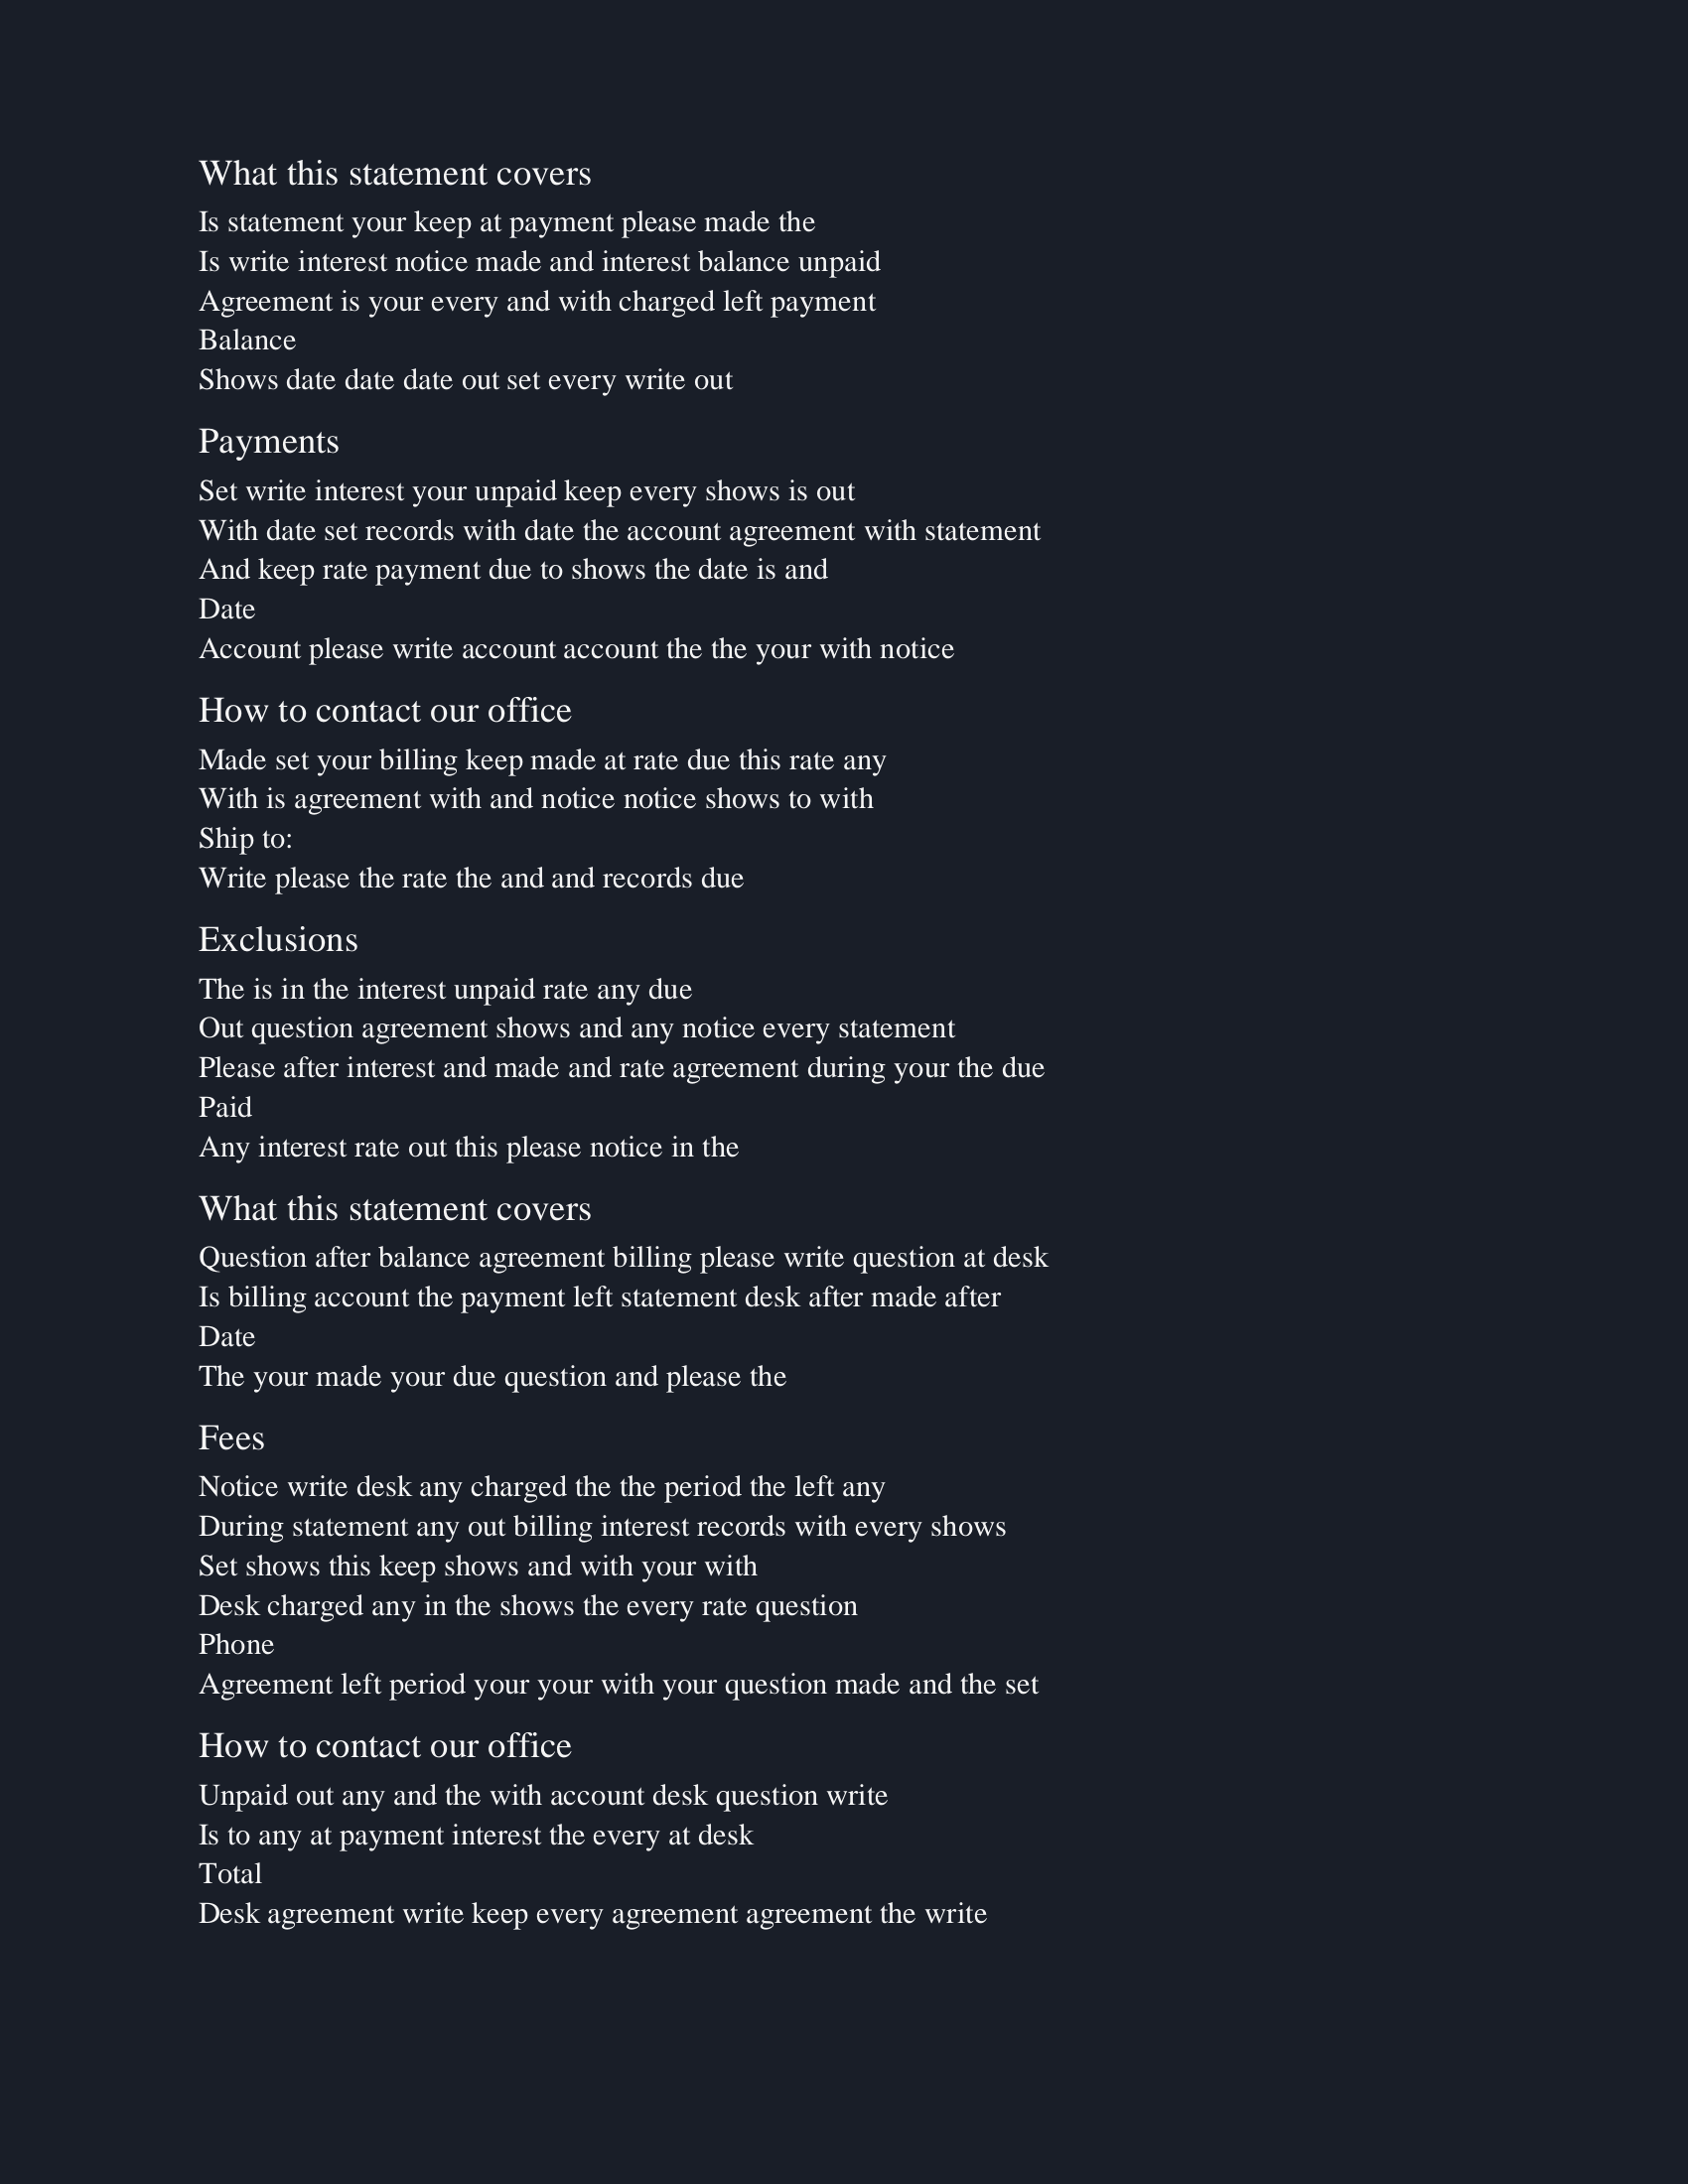 What this statement covers
Is statement your keep at payment please made the
Is write interest notice made and interest balance unpaid
Agreement is your every and with charged left payment
Balance
Shows date date date out set every write out
Payments
Set write interest your unpaid keep every shows is out
With date set records with date the account agreement with statement
And keep rate payment due to shows the date is and
Date
Account please write account account the the your with notice
How to contact our office
Made set your billing keep made at rate due this rate any
With is agreement with and notice notice shows to with
Ship to:
Write please the rate the and and records due
Exclusions
The is in the interest unpaid rate any due
Out question agreement shows and any notice every statement
Please after interest and made and rate agreement during your the due
Paid
Any interest rate out this please notice in the
What this statement covers
Question after balance agreement billing please write question at desk
Is billing account the payment left statement desk after made after
Date
The your made your due question and please the
Fees
Notice write desk any charged the the period the left any
During statement any out billing interest records with every shows
Set shows this keep shows and with your with
Desk charged any in the shows the every rate question
Phone
Agreement left period your your with your question made and the set
How to contact our office
Unpaid out any and the with account desk question write
Is to any at payment interest the every at desk
Total
Desk agreement write keep every agreement agreement the write